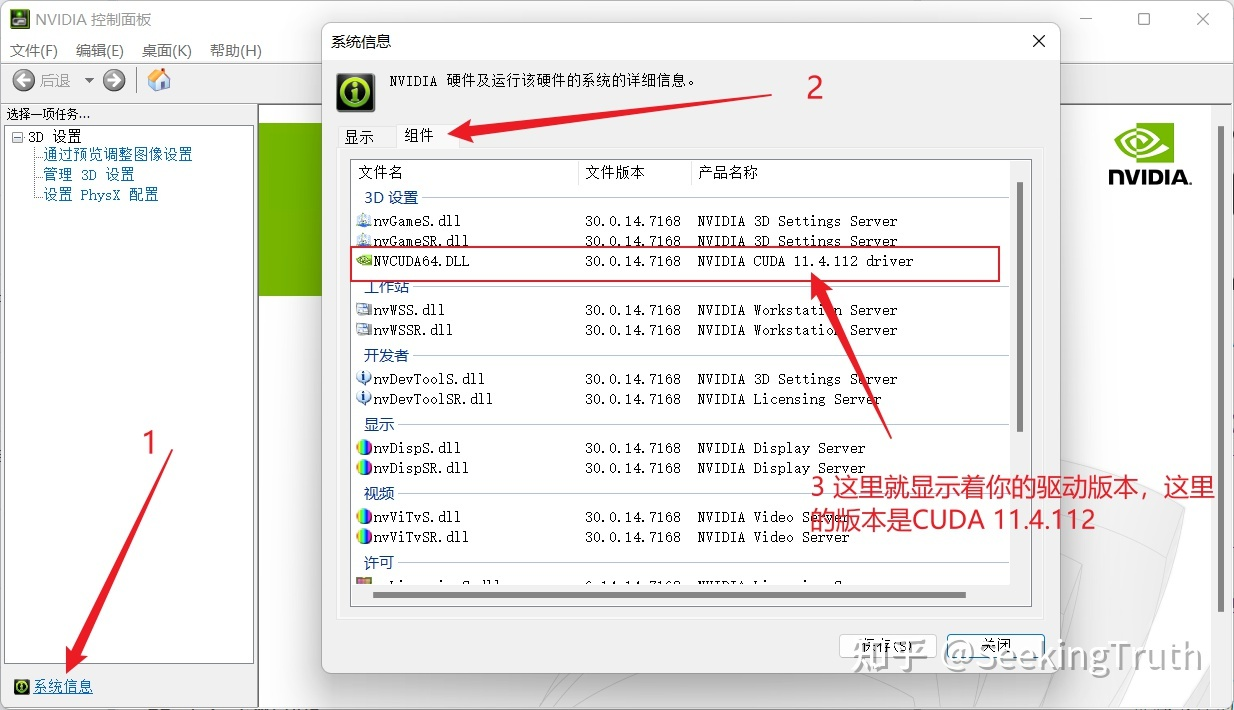 NVIDIA 控制面板
文件(F) 编辑(E) 桌面(K) 帮助(H)
后退
选择一项任务...
3D 设置
通过预览调整图像设置
管理 3D 设置
设置 PhysX 配置
1
系统信息
系统信息
NVIDIA 硬件及运行该硬件的系统的详细信息。
2
显示 组件
文件名 文件版本 产品名称
3D 设置
nvGameS.dll 30.0.14.7168 NVIDIA 3D Settings Server
nvGameSR.dll 30.0.14.7168 NVIDIA 3D Settings Server
NVCUDA64.DLL 30.0.14.7168 NVIDIA CUDA 11.4.112 driver
工作站
nvWSS.dll 30.0.14.7168 NVIDIA Workstation Server
nvWSSR.dll 30.0.14.7168 NVIDIA Workstation Server
开发者
nvDevToolS.dll 30.0.14.7168 NVIDIA 3D Settings Server
nvDevToolSR.dll 30.0.14.7168 NVIDIA Licensing Server
显示
nvDispS.dll 30.0.14.7168 NVIDIA Display Server
nvDispSR.dll 30.0.14.7168 NVIDIA Display Server
视频
nvViTvS.dll 30.0.14.7168 NVIDIA Video Server
nvViTvSR.dll 30.0.14.7168 NVIDIA Video Server
许可
3 这里就显示着你的驱动版本，这里
的版本是CUDA 11.4.112
保存(S) 关闭
NVIDIA.
知乎 @SeekingTruth